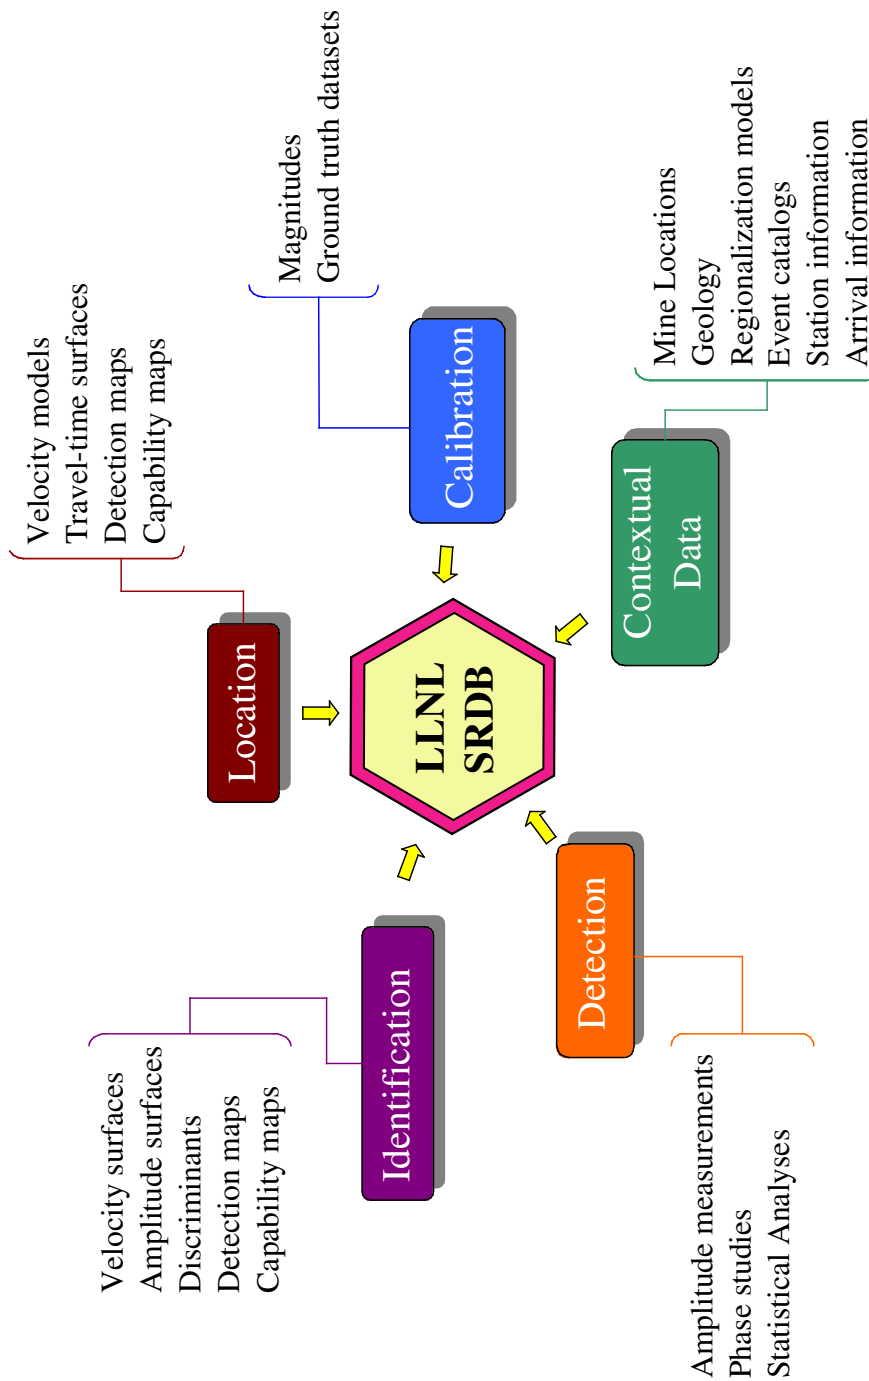 Velocity surfaces
Amplitude surfaces
Discriminants
Detection maps
Capability maps
Identification
Velocity models
Travel-time surfaces
Detection maps
Capability maps
Location
Magnitudes
Ground truth datasets
Calibration
LLNL
SRDB
Detection
Amplitude measurements
Phase studies
Statistical Analyses
Contextual
Data
Mine Locations
Geology
Regionalization models
Event catalogs
Station information
Arrival information